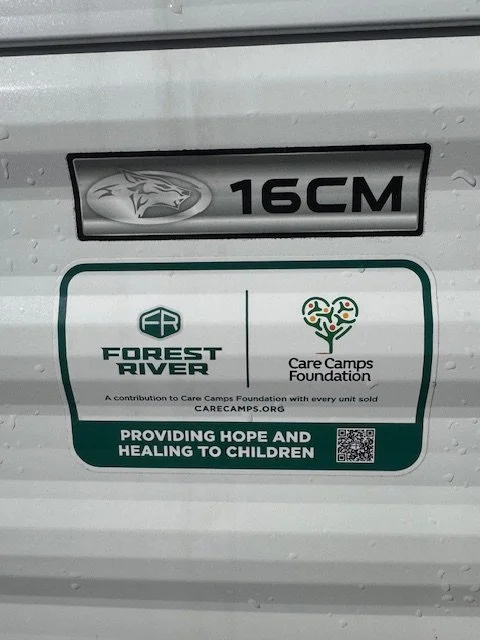 16CM
FR
FOREST
RIVER
Care Camps
Foundation
A contribution to Care Camps Foundation with every unit sold
CARECAMPS.ORG
PROVIDING HOPE AND
HEALING TO CHILDREN